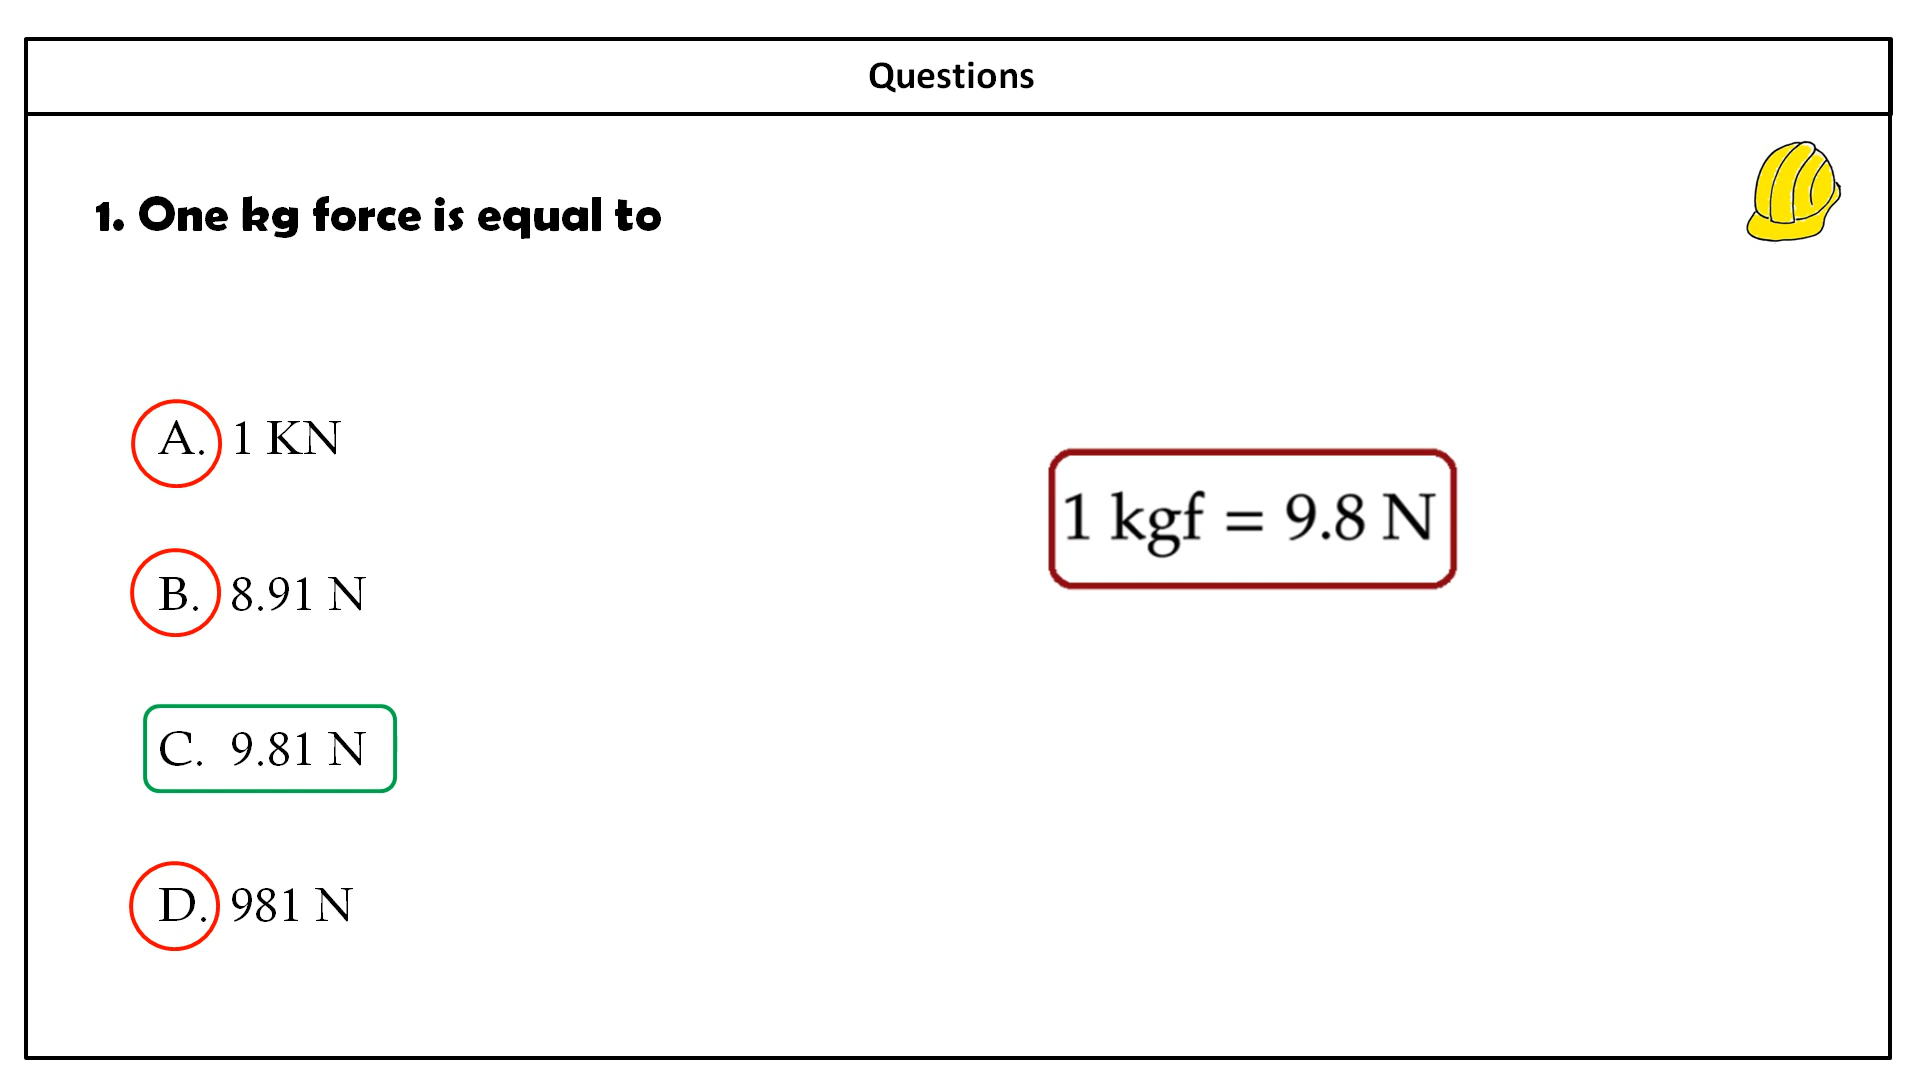 Questions
1. One kg force is equal to
A. 1 KN
B. 8.91 N
C. 9.81 N
D. 981 N
1 kgf = 9.8 N